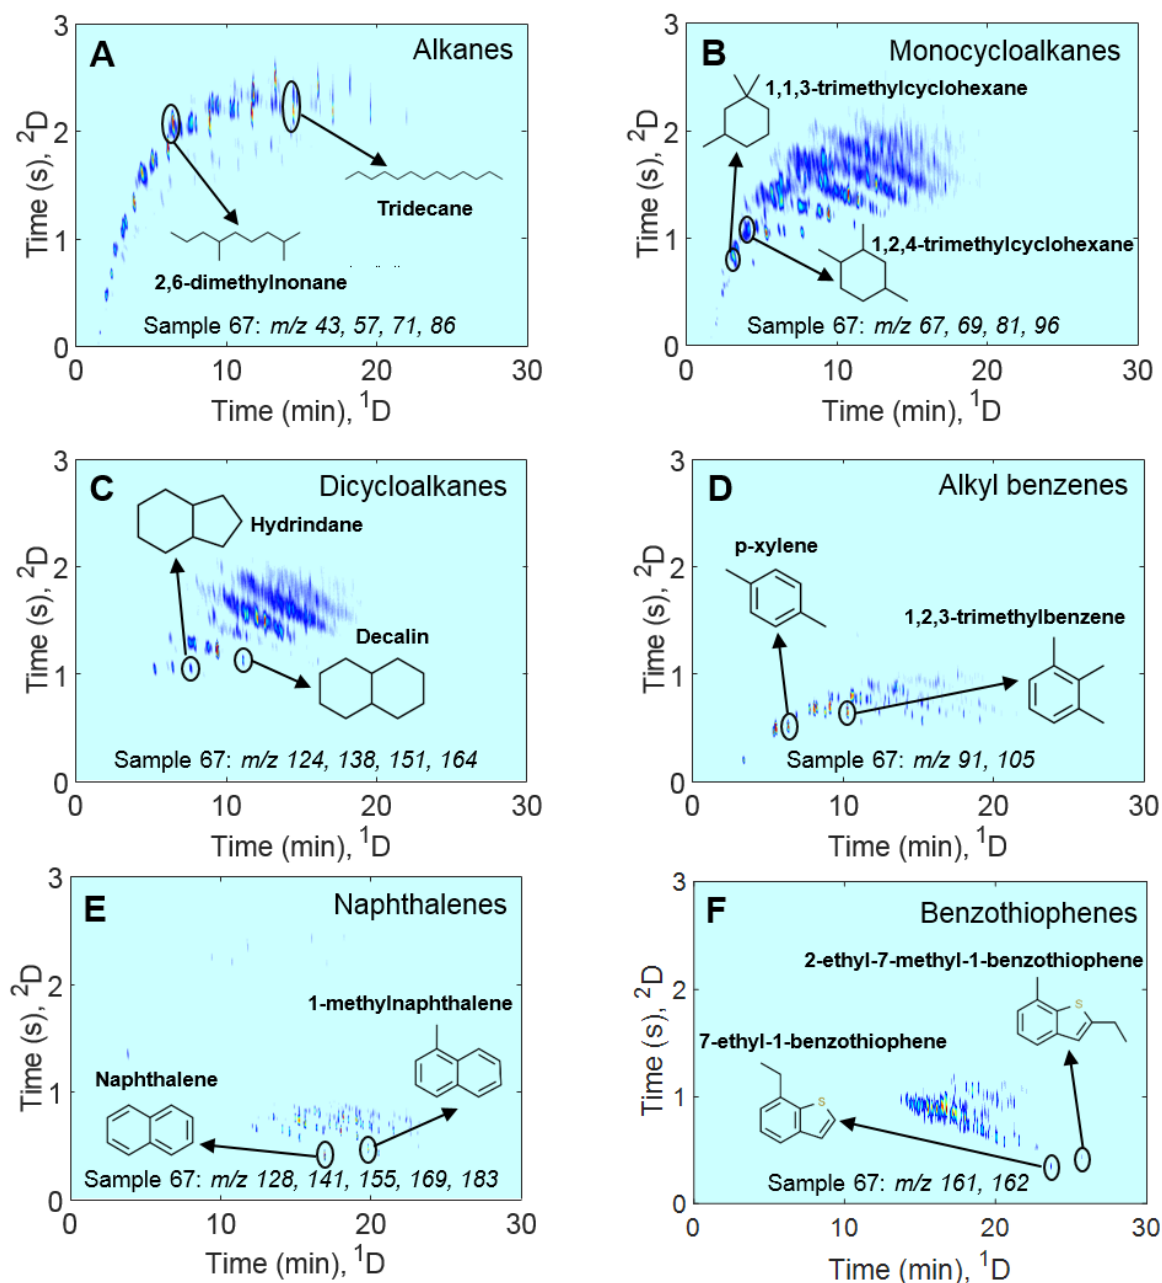 A
Alkanes
3
2
1
0
0
10
20
30
Time (s), ²D
Time (min), ¹D
Tridecane
2,6-dimethylnonane
Sample 67: m/z 43, 57, 71, 86
B
Monocycloalkanes
3
2
1
0
0
10
20
30
Time (s), ²D
Time (min), ¹D
1,1,3-trimethylcyclohexane
1,2,4-trimethylcyclohexane
Sample 67: m/z 67, 69, 81, 96
C
Dicycloalkanes
3
2
1
0
0
10
20
30
Time (s), ²D
Time (min), ¹D
Hydrindane
Decalin
Sample 67: m/z 124, 138, 151, 164
D
Alkyl benzenes
3
2
1
0
0
10
20
30
Time (s), ²D
Time (min), ¹D
p-xylene
1,2,3-trimethylbenzene
Sample 67: m/z 91, 105
E
Naphthalenes
3
2
1
0
0
10
20
30
Time (s), ²D
Time (min), ¹D
1-methylnaphthalene
Naphthalene
Sample 67: m/z 128, 141, 155, 169, 183
F
Benzothiophenes
3
2
1
0
0
10
20
30
Time (s), ²D
Time (min), ¹D
2-ethyl-7-methyl-1-benzothiophene
S
7-ethyl-1-benzothiophene
S
Sample 67: m/z 161, 162